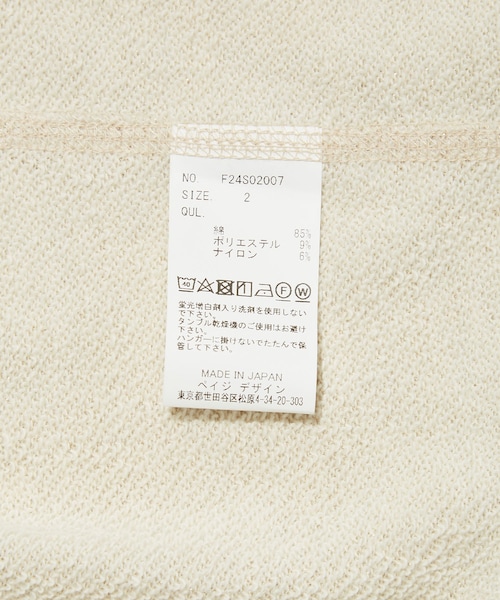 NO. F24S02007
SIZE. 2
QUL.
綿 85%
ポリエステル 9%
ナイロン 6%
40 F W
蛍光増白剤入り洗剤を使用しない
で下さい。
タンブル乾燥機のご使用はお避け
下さい。
ハンガーに掛けないでたたんで保
管して下さい。
MADE IN JAPAN
ベイジ デザイン
東京都世田谷区松原4-34-20-303